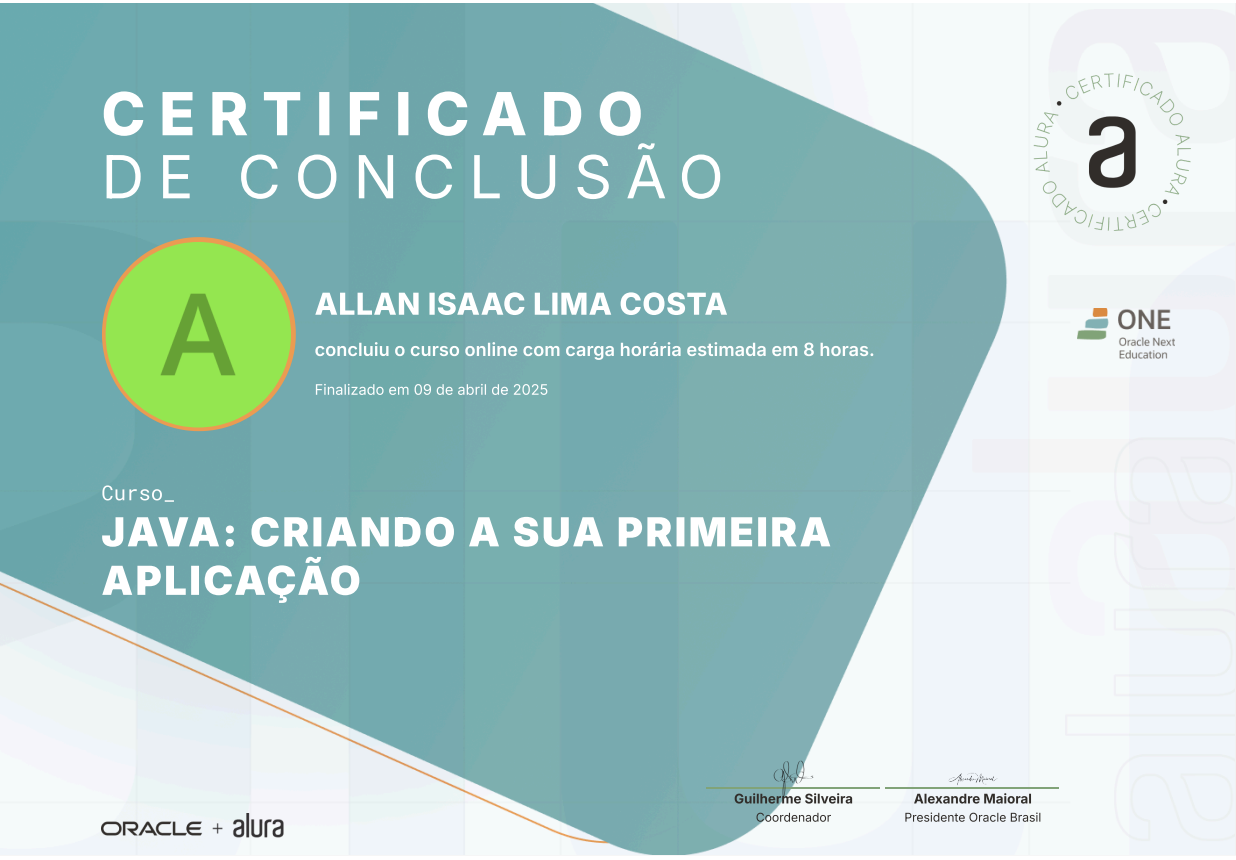 CERTIFICADO
DE CONCLUSÃO
CERTIFICADO ALURA • CERTIFICADO ALURA •
a
A
ALLAN ISAAC LIMA COSTA
concluiu o curso online com carga horária estimada em 8 horas.
Finalizado em 09 de abril de 2025
ONE
Oracle Next
Education
Curso_
JAVA: CRIANDO A SUA PRIMEIRA
APLICAÇÃO
Guilherme Silveira
Coordenador
Alexandre Maioral
Presidente Oracle Brasil
ORACLE + alura
alura
alura